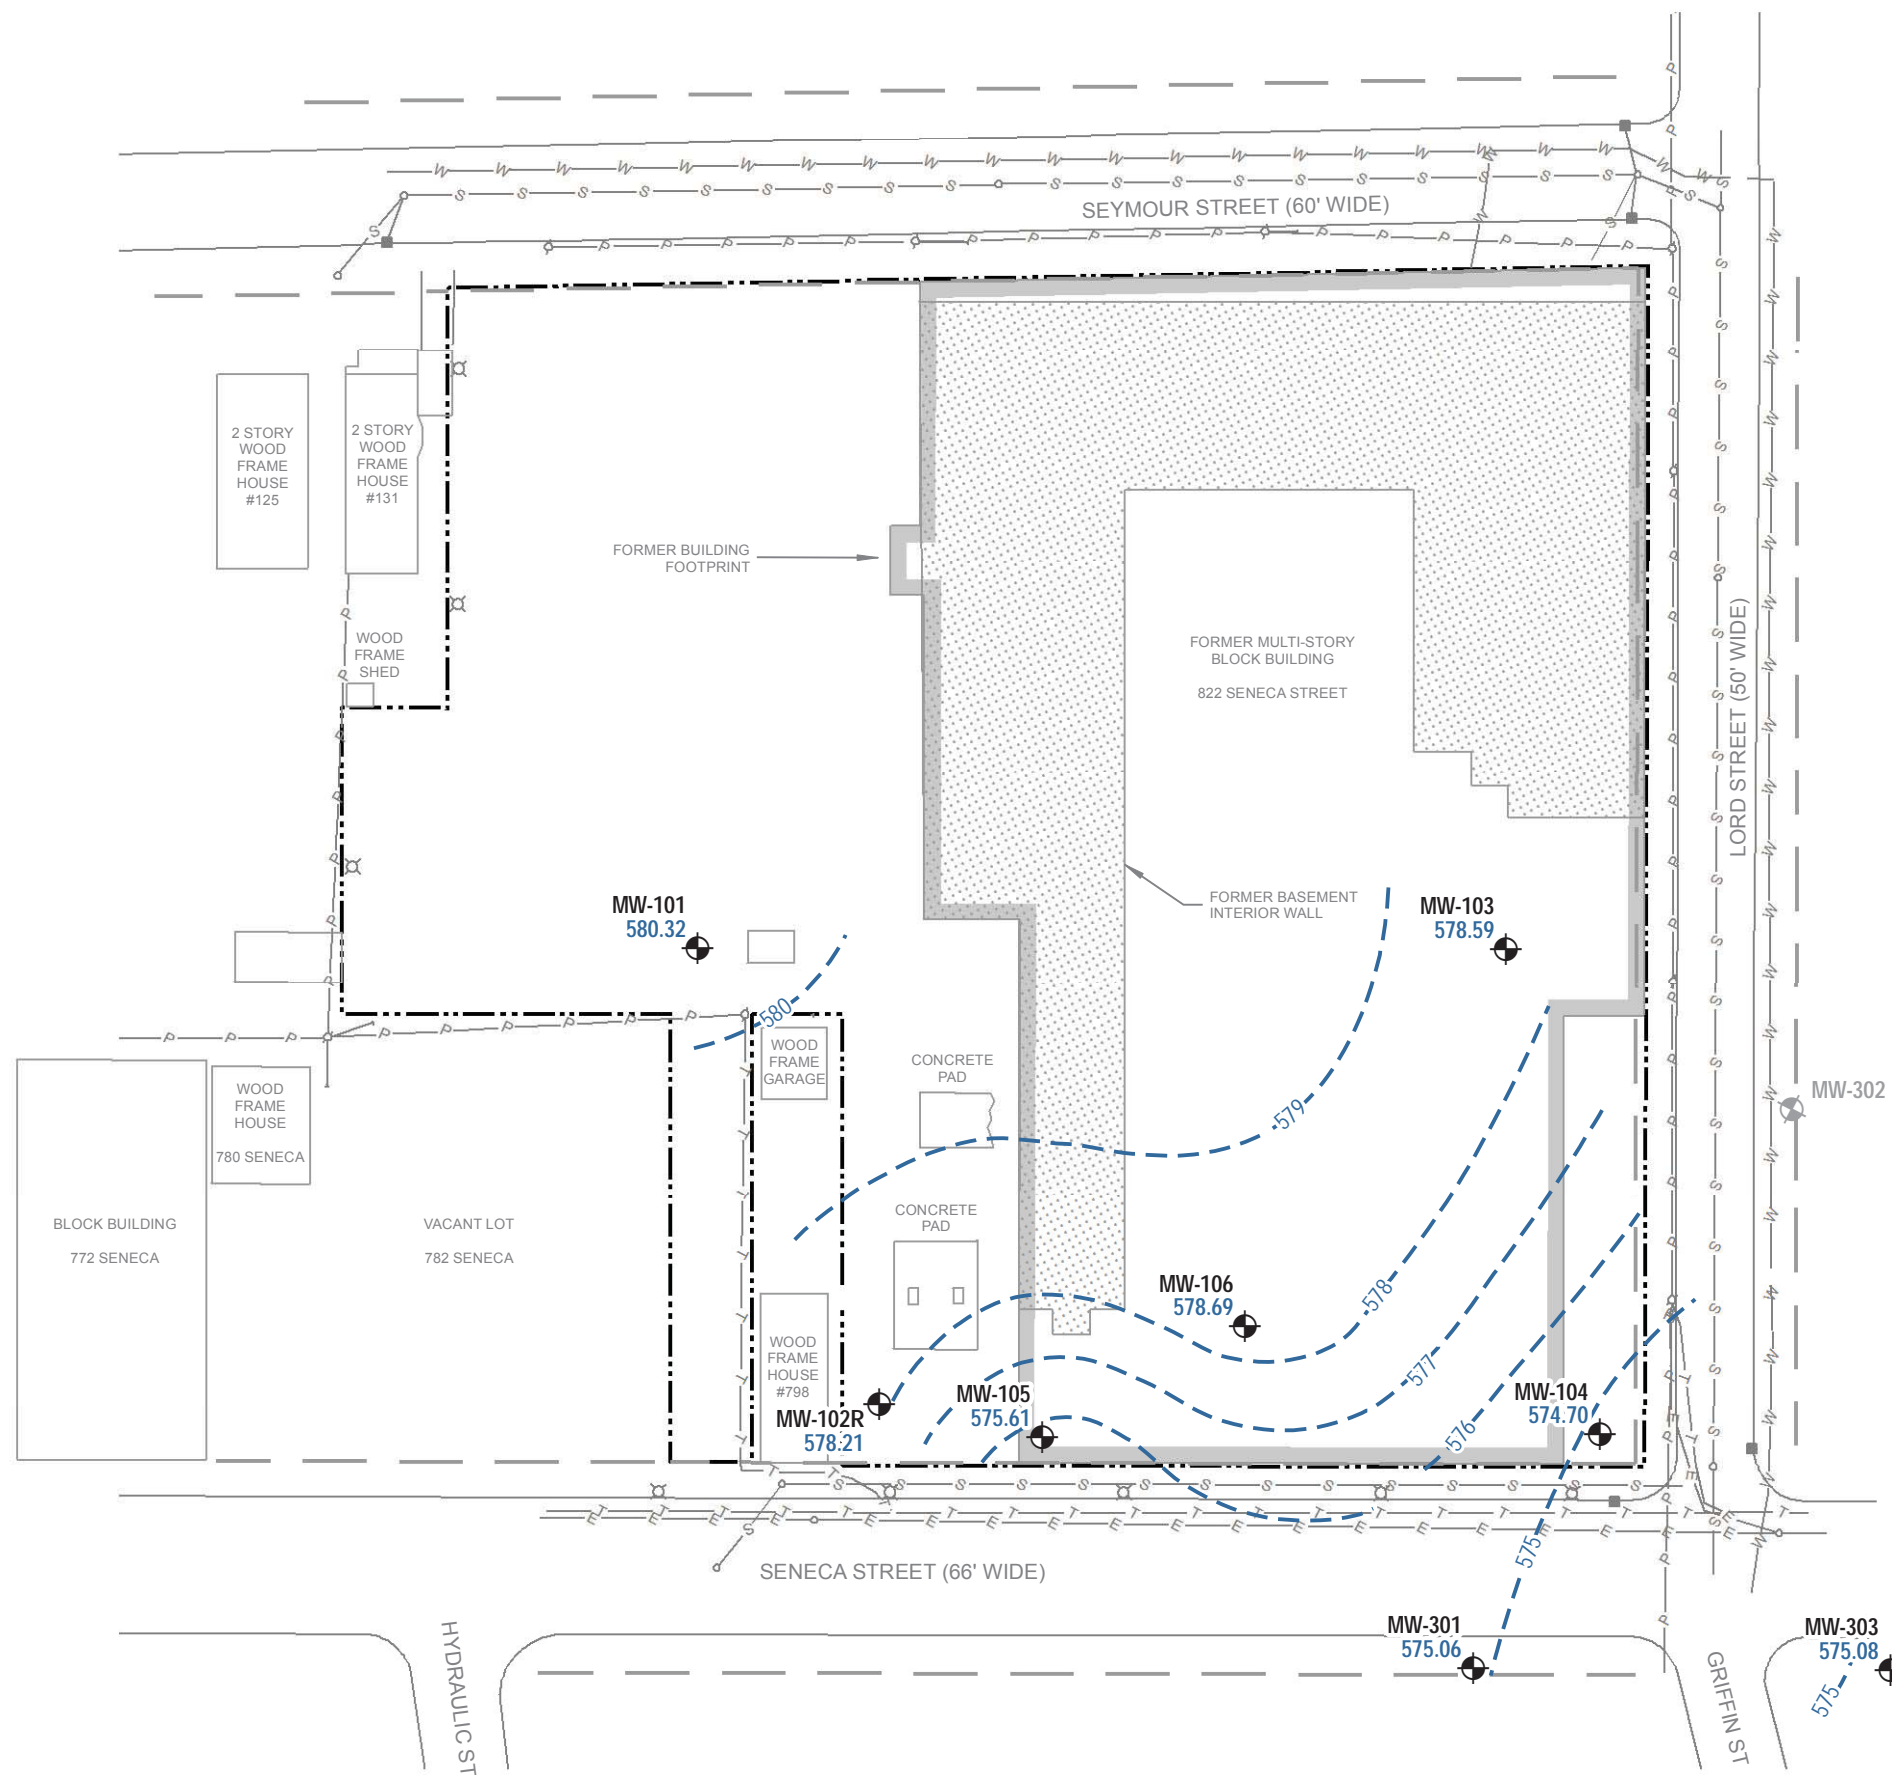 SEYMOUR STREET (60' WIDE)
2 STORY
WOOD
FRAME
HOUSE
#125
2 STORY
WOOD
FRAME
HOUSE
#131
FORMER BUILDING
FOOTPRINT
WOOD
FRAME
SHED
FORMER MULTI-STORY
BLOCK BUILDING
822 SENECA STREET
LORD STREET (50' WIDE)
FORMER BASEMENT
INTERIOR WALL
MW-101
580.32
MW-103
578.59
580
WOOD
FRAME
GARAGE
CONCRETE
PAD
579
MW-302
WOOD
FRAME
HOUSE
780 SENECA
BLOCK BUILDING
772 SENECA
VACANT LOT
782 SENECA
CONCRETE
PAD
MW-106
578.69
578
577
WOOD
FRAME
HOUSE
#798
MW-102R
578.21
MW-105
575.61
MW-104
574.70
576
575
SENECA STREET (66' WIDE)
HYDRAULIC ST
MW-301
575.06
GRIFFIN ST
MW-303
575.08
575